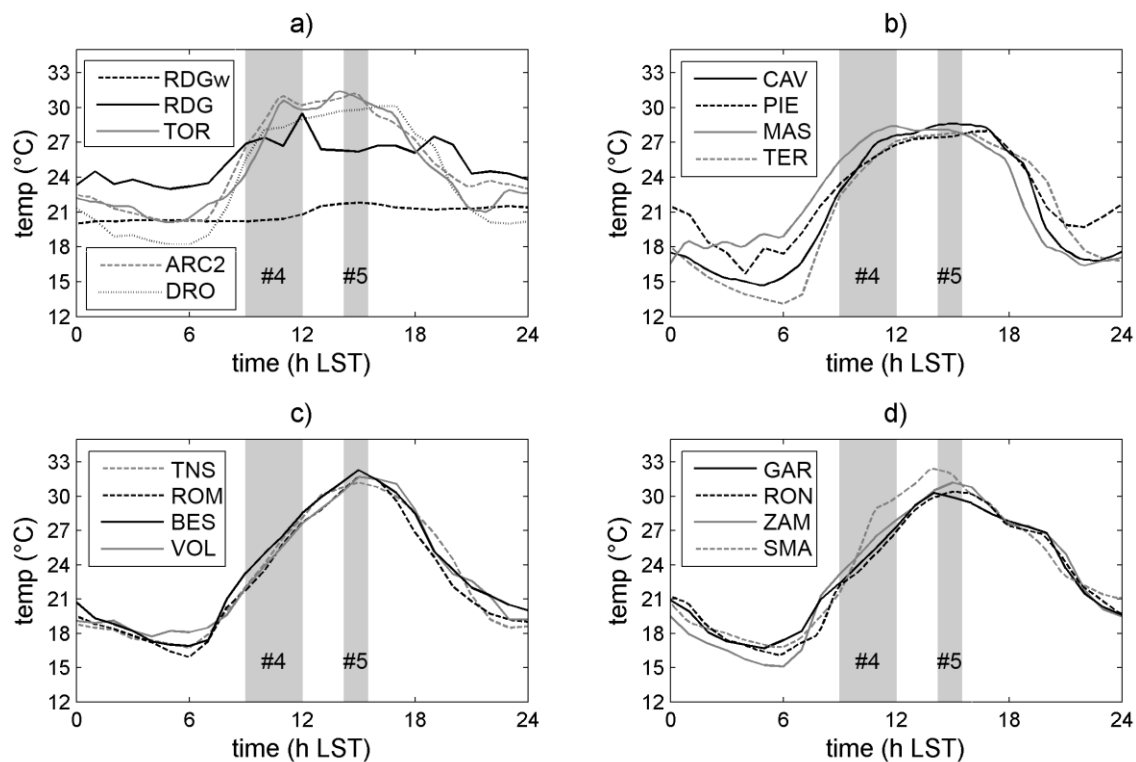 a)
temp (°C)
33
30
27
24
21
18
15
12
RDGw
RDG
TOR
ARC2
DRO
#4
#5
0
6
12
18
24
time (h LST)
b)
temp (°C)
33
30
27
24
21
18
15
12
CAV
PIE
MAS
TER
#4
#5
0
6
12
18
24
time (h LST)
c)
temp (°C)
33
30
27
24
21
18
15
12
TNS
ROM
BES
VOL
#4
#5
0
6
12
18
24
time (h LST)
d)
temp (°C)
33
30
27
24
21
18
15
12
GAR
RON
ZAM
SMA
#4
#5
0
6
12
18
24
time (h LST)